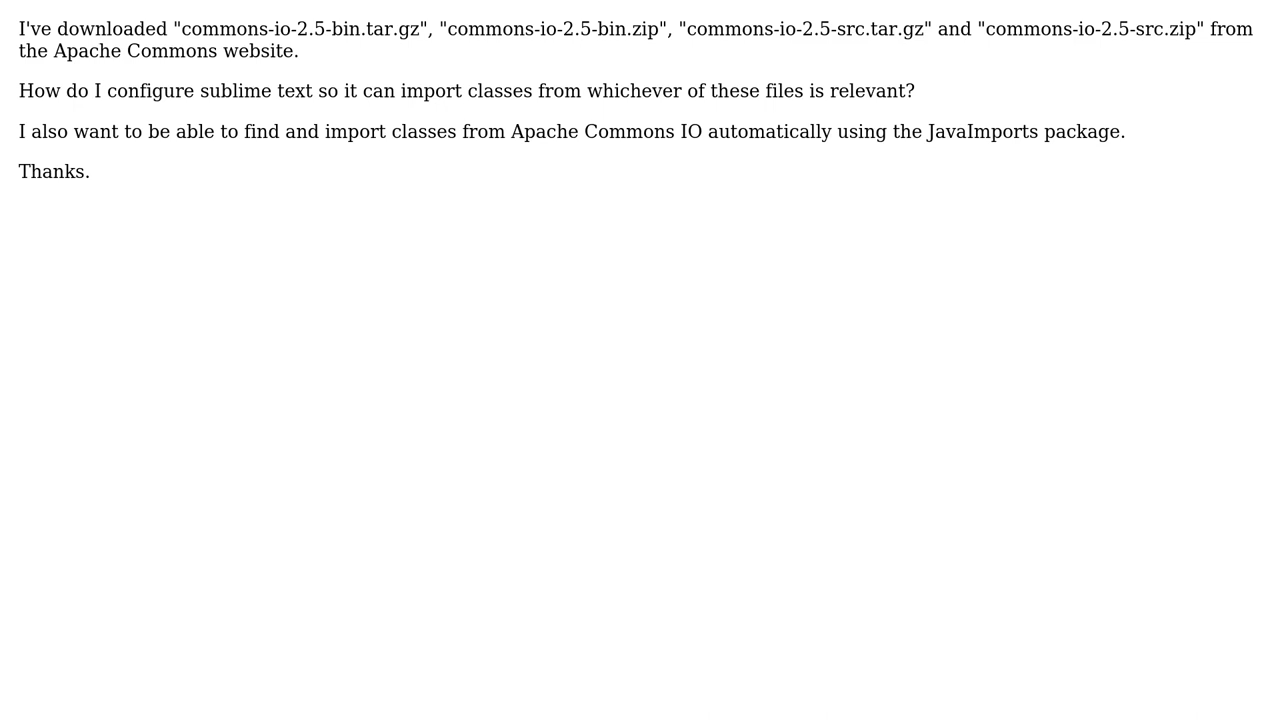 I've downloaded "commons-io-2.5-bin.tar.gz", "commons-io-2.5-bin.zip", "commons-io-2.5-src.tar.gz" and "commons-io-2.5-src.zip" from
the Apache Commons website.
How do I configure sublime text so it can import classes from whichever of these files is relevant?
I also want to be able to find and import classes from Apache Commons IO automatically using the JavaImports package.
Thanks.